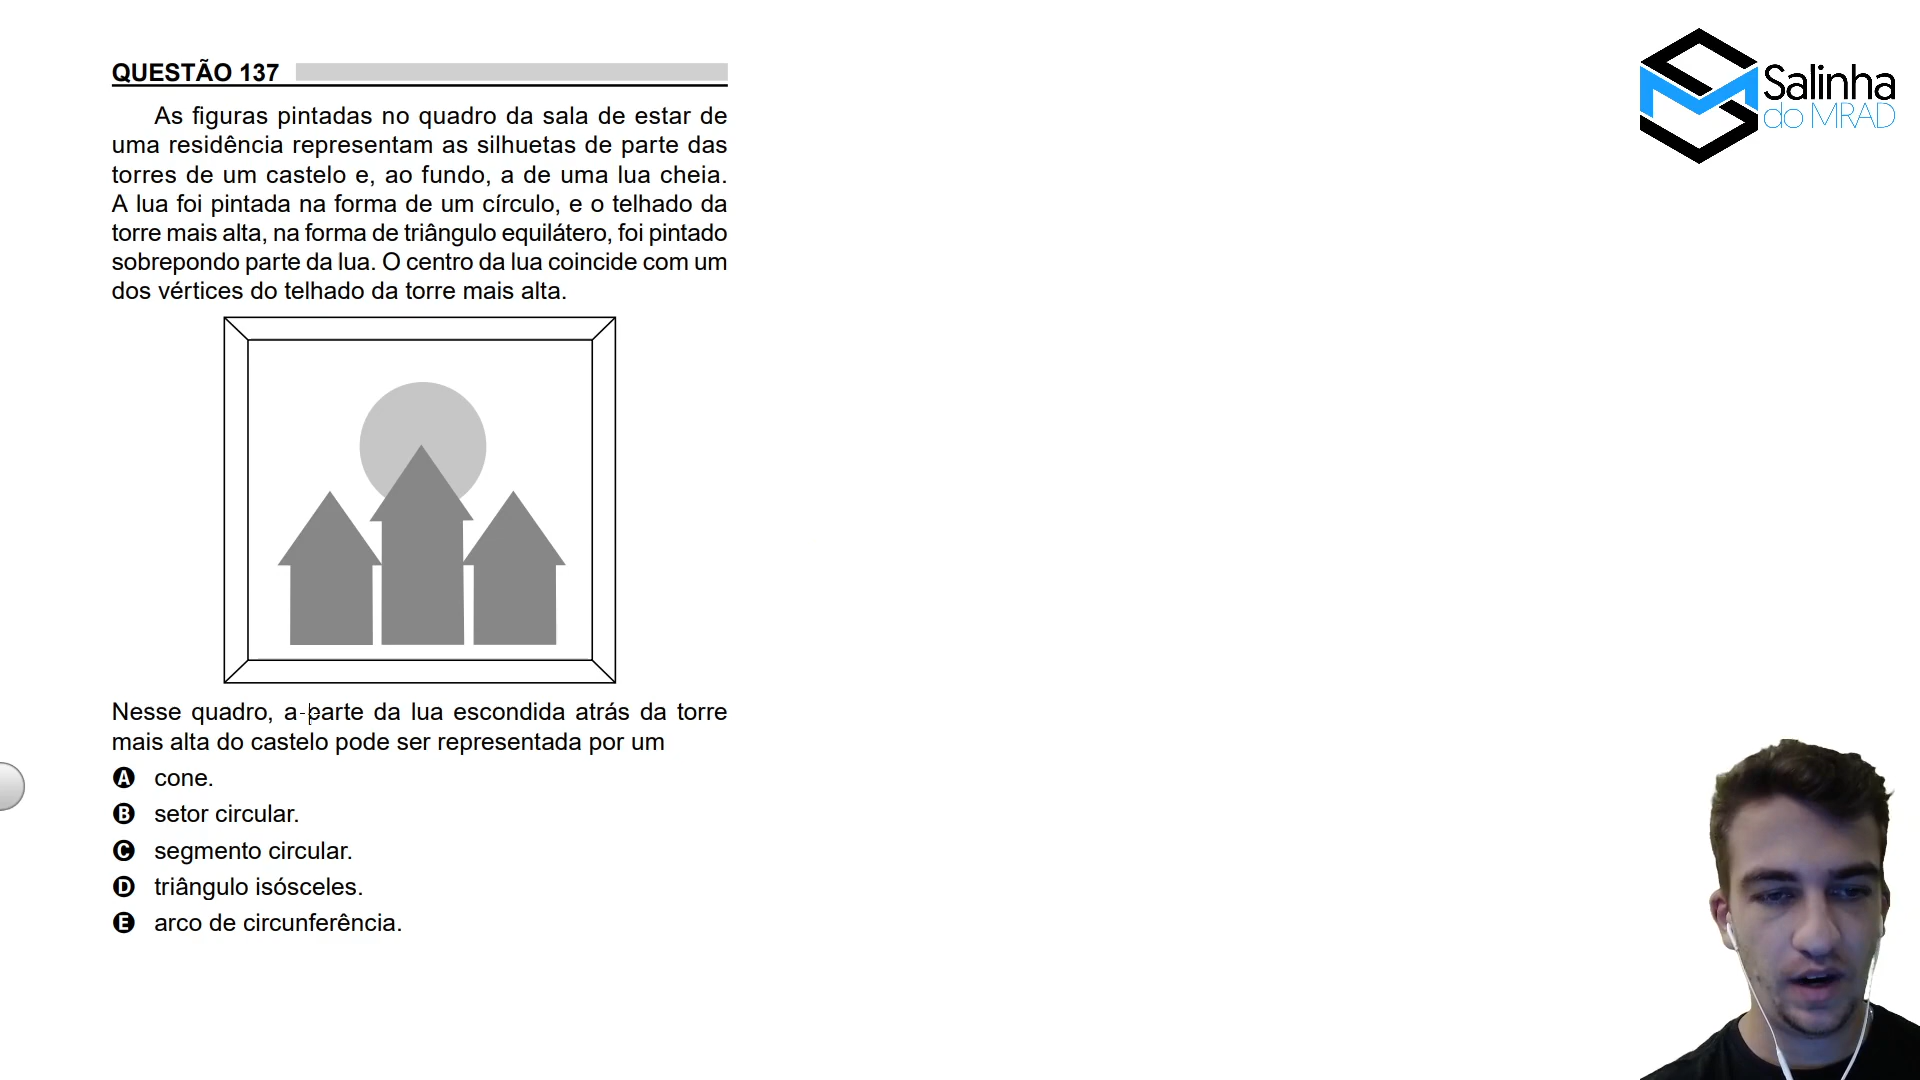 QUESTÃO 137
As figuras pintadas no quadro da sala de estar de
uma residência representam as silhuetas de parte das
torres de um castelo e, ao fundo, a de uma lua cheia.
A lua foi pintada na forma de um círculo, e o telhado da
torre mais alta, na forma de triângulo equilátero, foi pintado
sobrepondo parte da lua. O centro da lua coincide com um
dos vértices do telhado da torre mais alta.
Nesse quadro, a parte da lua escondida atrás da torre
mais alta do castelo pode ser representada por um
A cone.
B setor circular.
C segmento circular.
D triângulo isósceles.
E arco de circunferência.
Salinha
do MRAD